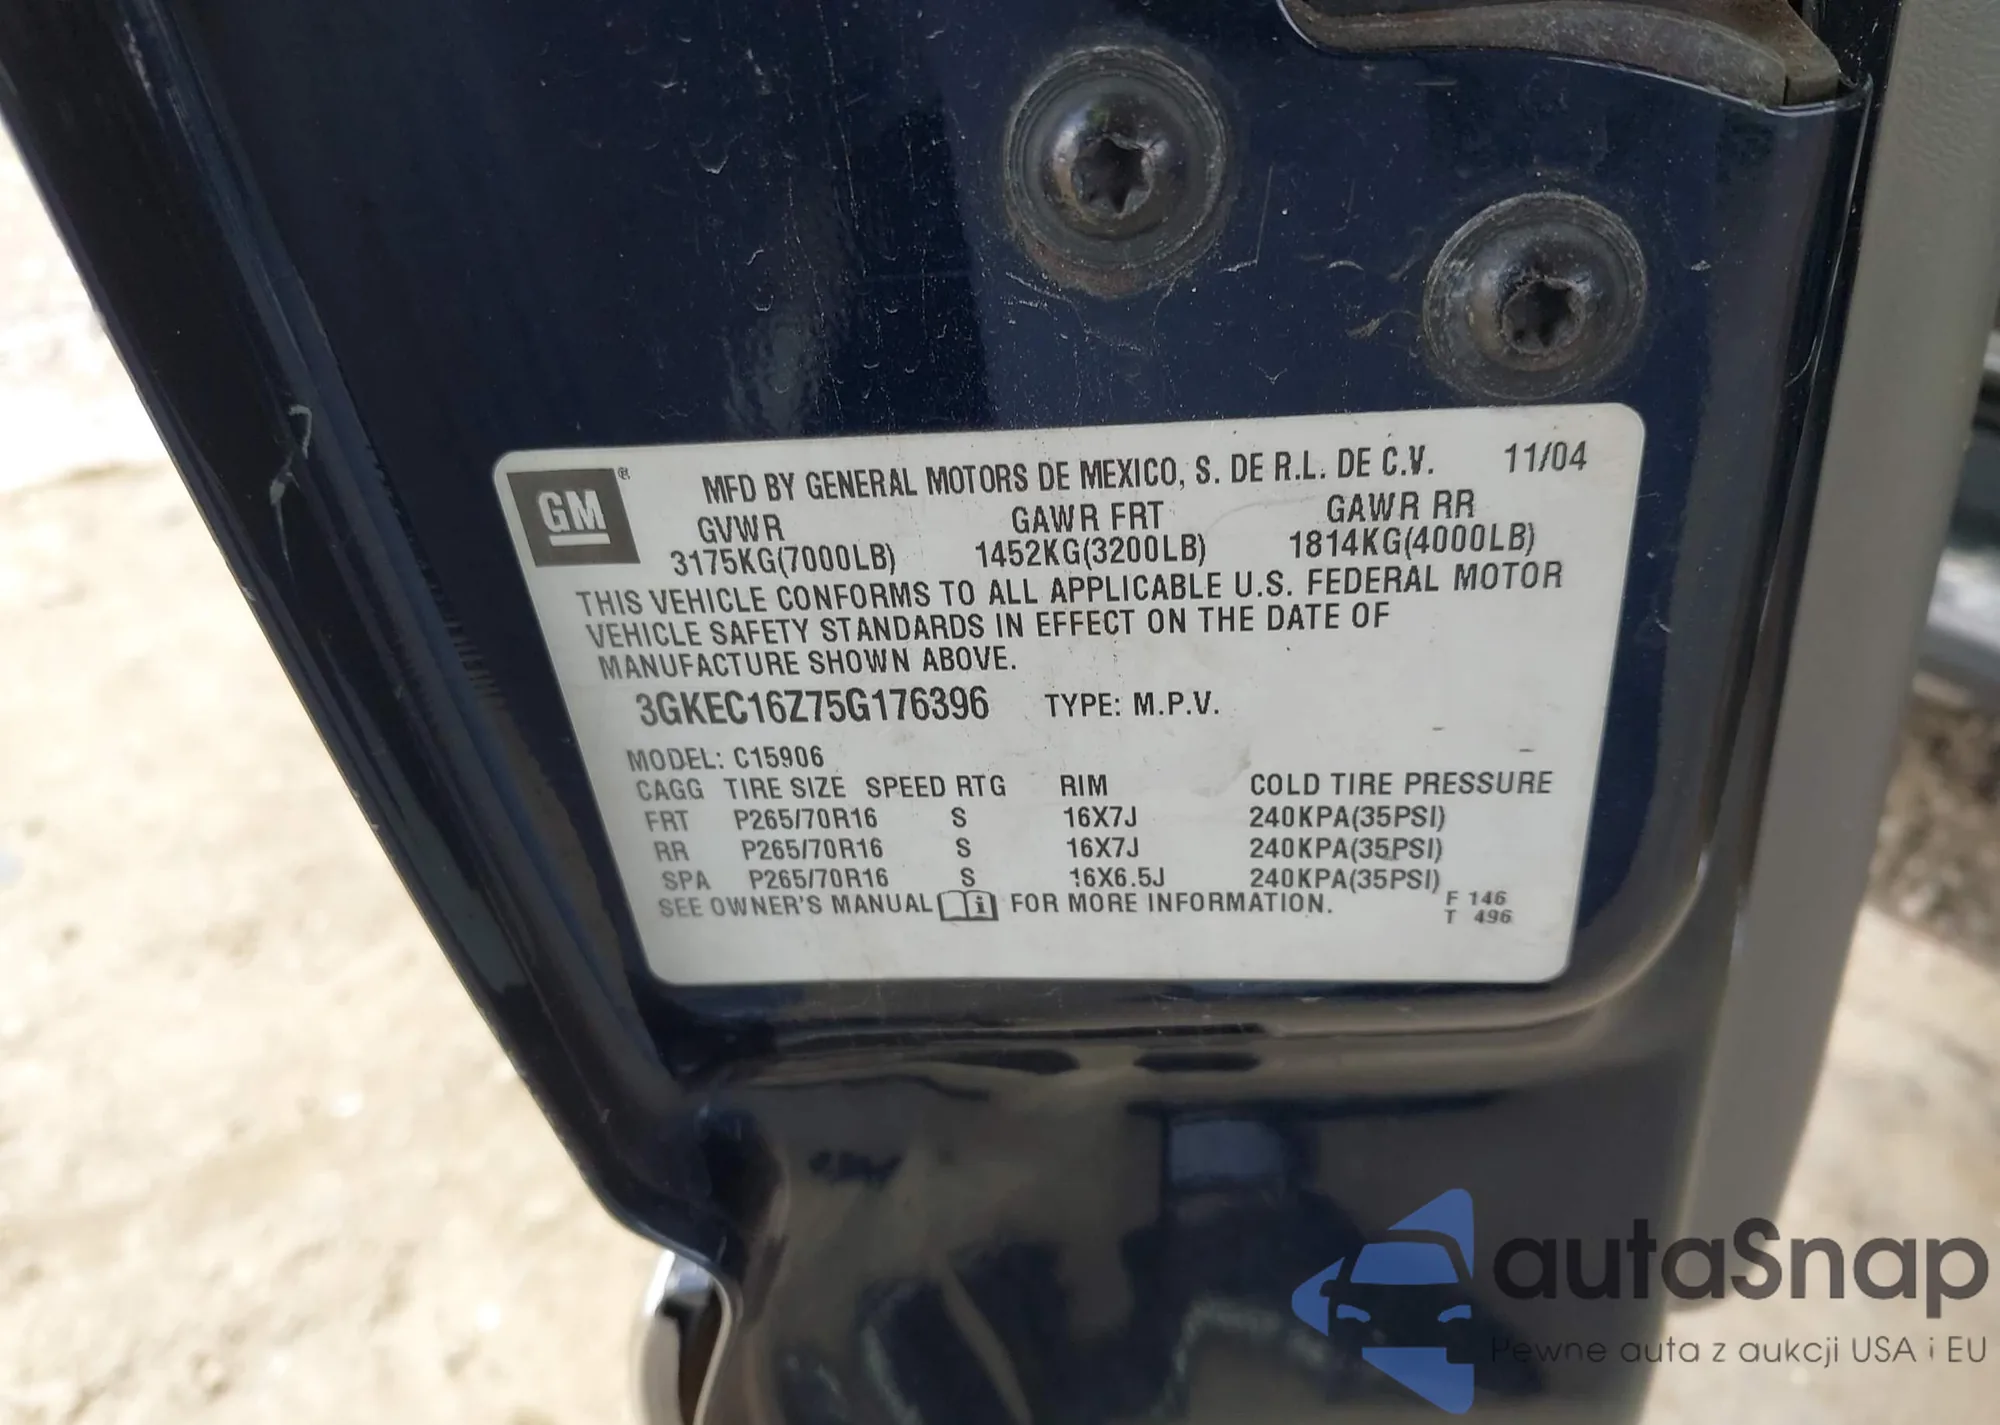 GM ®
MFD BY GENERAL MOTORS DE MEXICO, S. DE R.L. DE C.V. 11/04
GVWR GAWR FRT GAWR RR
3175KG(7000LB) 1452KG(3200LB) 1814KG(4000LB)
THIS VEHICLE CONFORMS TO ALL APPLICABLE U.S. FEDERAL MOTOR
VEHICLE SAFETY STANDARDS IN EFFECT ON THE DATE OF
MANUFACTURE SHOWN ABOVE.
3GKEC16Z75G176396 TYPE: M.P.V.
MODEL: C15906
CAGG TIRE SIZE SPEED RTG RIM COLD TIRE PRESSURE
FRT P265/70R16 S 16X7J 240KPA(35PSI)
RR P265/70R16 S 16X7J 240KPA(35PSI)
SPA P265/70R16 S 16X6.5J 240KPA(35PSI)
SEE OWNER'S MANUAL i FOR MORE INFORMATION.
F 146
T 496
autaSnap
Pewne auta z aukcji USA i EU